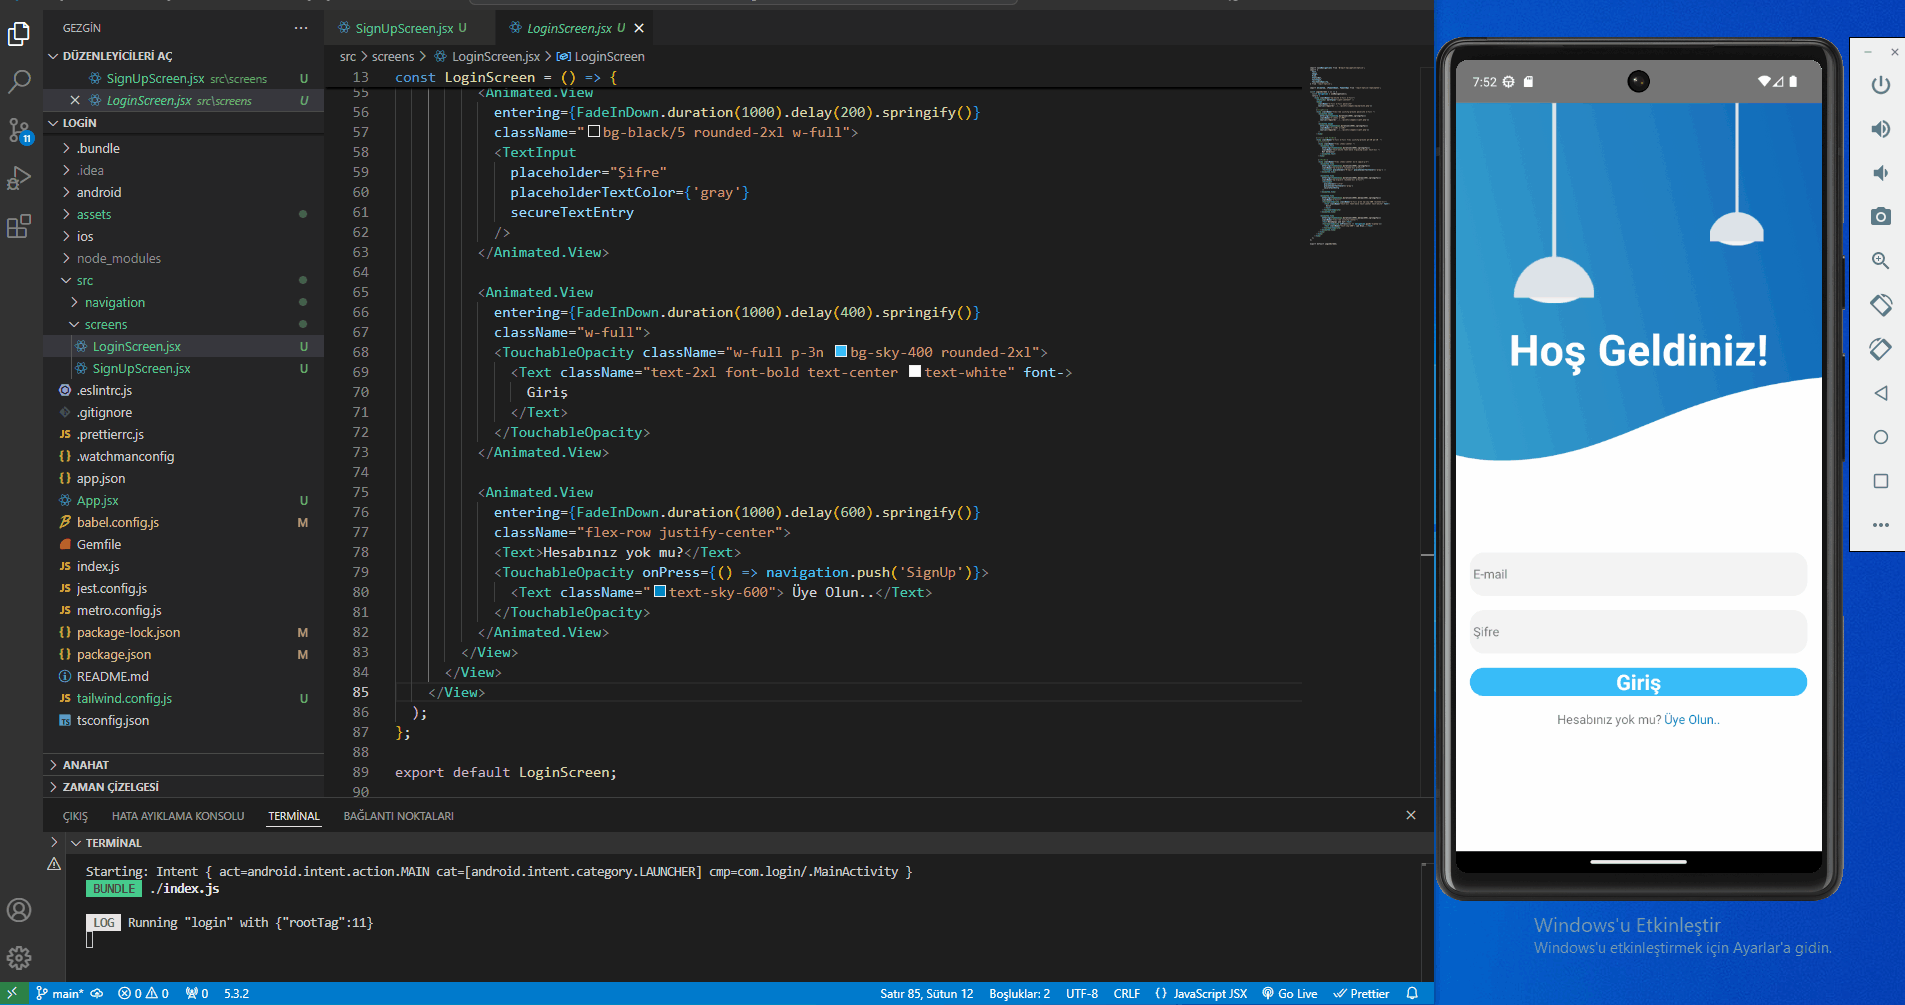 GEZGİN
DÜZENLEYİCİLERİ AÇ
SignUpScreen.jsx src\screens U
LoginScreen.jsx src\screens U
LOGİN
11
.bundle
.idea
android
assets
ios
node_modules
src
navigation
screens
LoginScreen.jsx U
SignUpScreen.jsx U
.eslintrc.js
.gitignore
.prettierrc.js
.watchmanconfig
app.json
App.jsx U
babel.config.js M
Gemfile
index.js
jest.config.js
metro.config.js
package-lock.json M
package.json M
README.md
tailwind.config.js U
tsconfig.json
ANAHAT
ZAMAN ÇİZELGESİ
SignUpScreen.jsx U
LoginScreen.jsx U
src > screens > LoginScreen.jsx > LoginScreen
13 const LoginScreen = () => {
55 <Animated.View
56 entering={FadeInDown.duration(1000).delay(200).springify()}
57 className="bg-black/5 rounded-2xl w-full">
58 <TextInput
59 placeholder="Şifre"
60 placeholderTextColor={'gray'}
61 secureTextEntry
62 />
63 </Animated.View>
64
65 <Animated.View
66 entering={FadeInDown.duration(1000).delay(400).springify()}
67 className="w-full">
68 <TouchableOpacity className="w-full p-3n bg-sky-400 rounded-2xl">
69 <Text className="text-2xl font-bold text-center text-white" font->
70 Giriş
71 </Text>
72 </TouchableOpacity>
73 </Animated.View>
74
75 <Animated.View
76 entering={FadeInDown.duration(1000).delay(600).springify()}
77 className="flex-row justify-center">
78 <Text>Hesabınız yok mu?</Text>
79 <TouchableOpacity onPress={() => navigation.push('SignUp')}>
80 <Text className="text-sky-600"> Üye Olun..</Text>
81 </TouchableOpacity>
82 </Animated.View>
83 </View>
84 </View>
85 </View>
86 );
87 };
88
89 export default LoginScreen;
90
ÇIKIŞ HATA AYIKLAMA KONSOLU TERMİNAL BAĞLANTI NOKTALARI
TERMİNAL
Starting: Intent { act=android.intent.action.MAIN cat=[android.intent.category.LAUNCHER] cmp=com.login/.MainActivity }
BUNDLE ./index.js
LOG Running "login" with {"rootTag":11}
main* 0 0 0 5.3.2 Satır 85, Sütun 12 Boşluklar: 2 UTF-8 CRLF {} JavaScript JSX Go Live Prettier
7:52
Hoş Geldiniz!
E-mail
Şifre
Giriş
Hesabınız yok mu? Üye Olun..
Windows'u Etkinleştir
Windows'u etkinleştirmek için Ayarlar'a gidin.